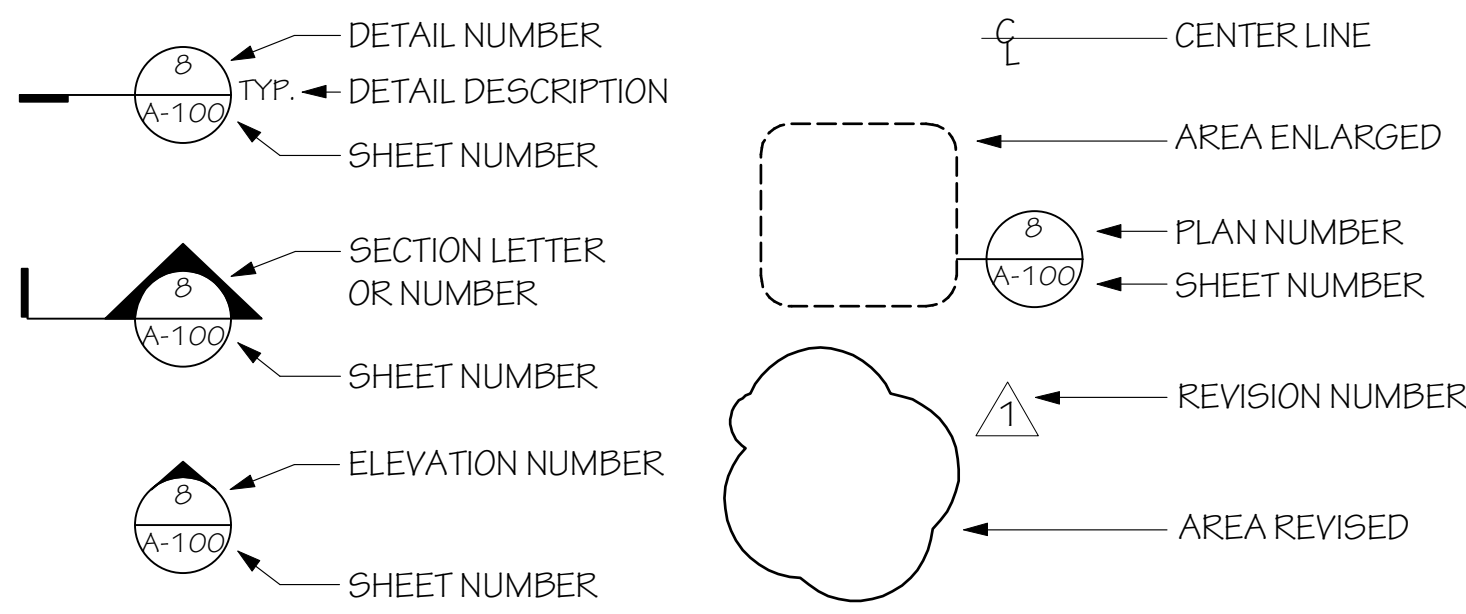 8
A-100
TYP.
DETAIL NUMBER
DETAIL DESCRIPTION
SHEET NUMBER
8
A-100
SECTION LETTER
OR NUMBER
SHEET NUMBER
8
A-100
ELEVATION NUMBER
SHEET NUMBER
C
L
CENTER LINE
AREA ENLARGED
8
A-100
PLAN NUMBER
SHEET NUMBER
1
REVISION NUMBER
AREA REVISED